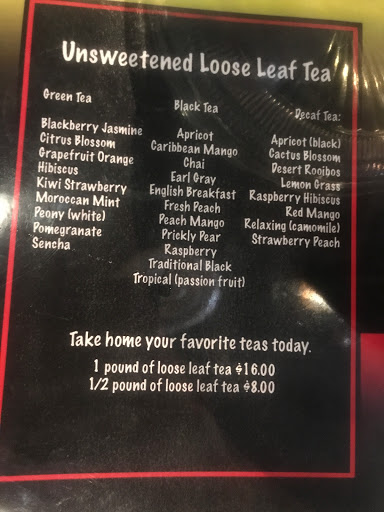 Unsweetened Loose Leaf Tea
Green Tea
Blackberry Jasmine
Citrus Blossom
Grapefruit Orange
Hibiscus
Kiwi Strawberry
Moroccan Mint
Peony (white)
Pomegranate
Sencha
Black Tea
Apricot
Caribbean Mango
Chai
Earl Gray
English Breakfast
Fresh Peach
Peach Mango
Prickly Pear
Raspberry
Traditional Black
Tropical (passion fruit)
Decaf Tea:
Apricot (black)
Cactus Blossom
Desert Rooibos
Lemon Grass
Raspberry Hibiscus
Red Mango
Relaxing (camomile)
Strawberry Peach
Take home your favorite teas today.
1 pound of loose leaf tea $16.00
1/2 pound of loose leaf tea $8.00